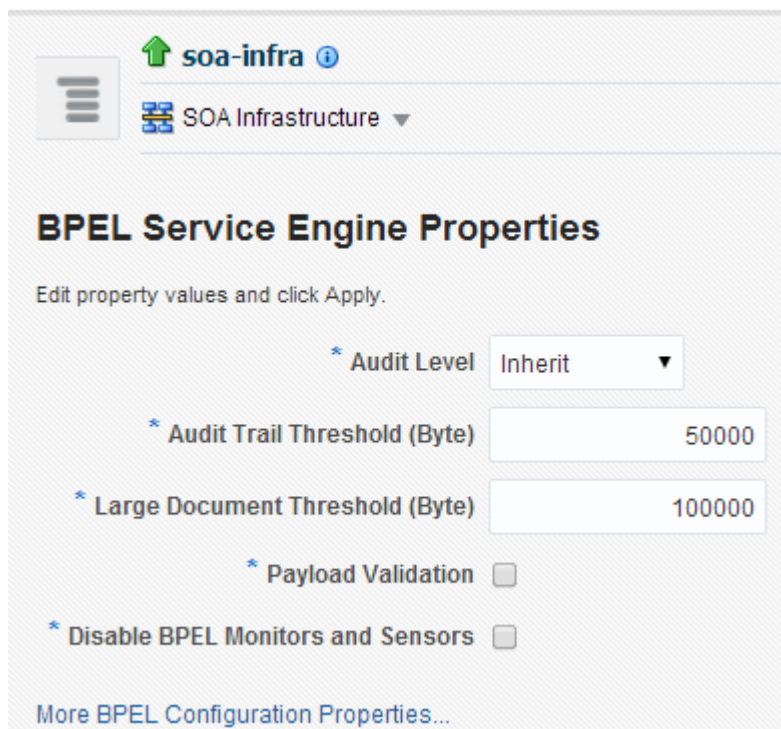 soa-infra
SOA Infrastructure
BPEL Service Engine Properties
Edit property values and click Apply.
* Audit Level Inherit
* Audit Trail Threshold (Byte) 50000
* Large Document Threshold (Byte) 100000
* Payload Validation
* Disable BPEL Monitors and Sensors
More BPEL Configuration Properties...